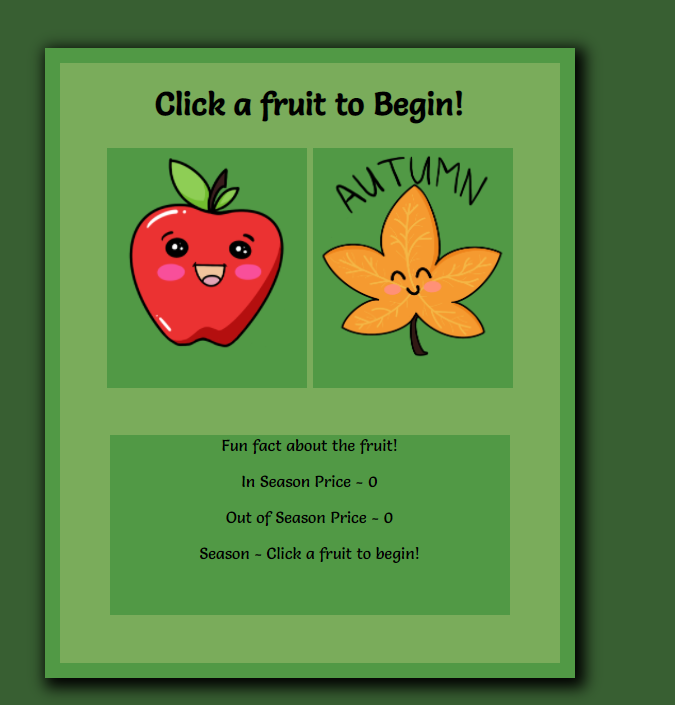 Click a fruit to Begin!
AUTUMN
Fun fact about the fruit!
In Season Price - 0
Out of Season Price - 0
Season - Click a fruit to begin!